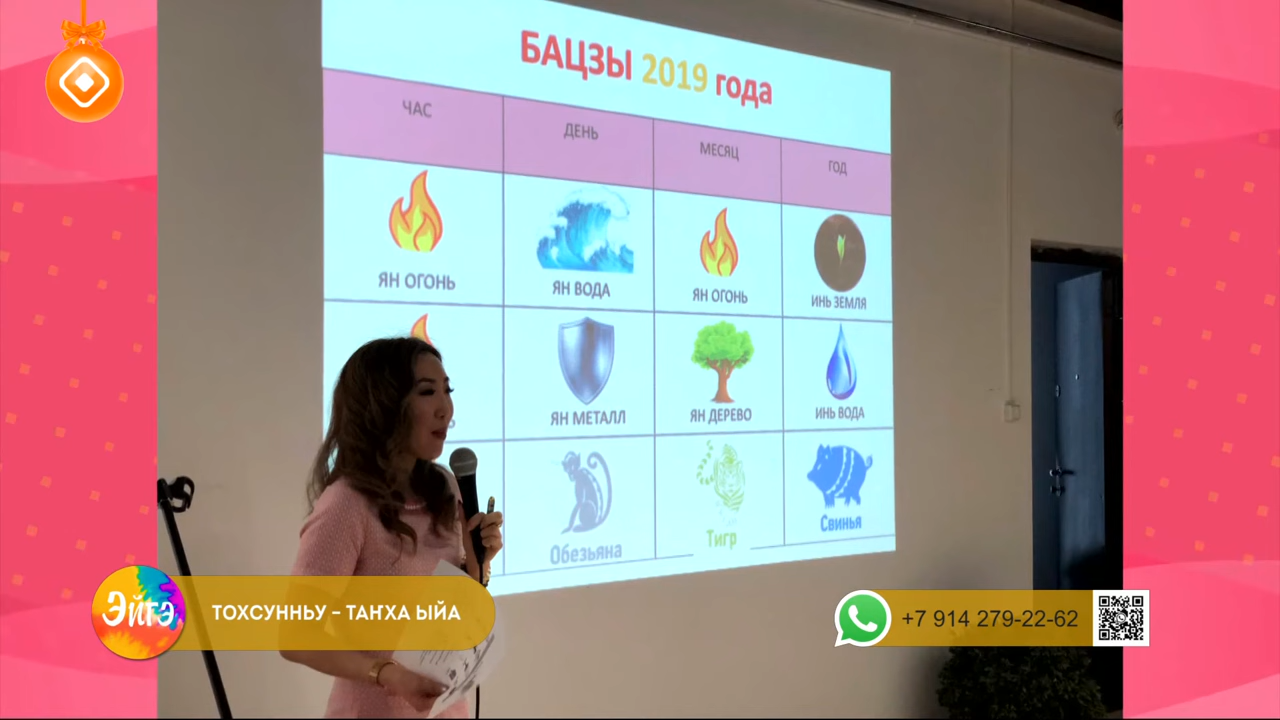 БАЦЗЫ 2019 года
ЧАС
ДЕНЬ
МЕСЯЦ
ГОД
ЯН ОГОНЬ
ЯН ВОДА
ЯН ОГОНЬ
ИНЬ ЗЕМЛЯ
ЯН МЕТАЛЛ
ЯН ДЕРЕВО
ИНЬ ВОДА
Обезьяна
Тигр
Свинья
Эйгэ
ТОХСУННЬУ – ТАҤХА ЫЙА
+7 914 279-22-62